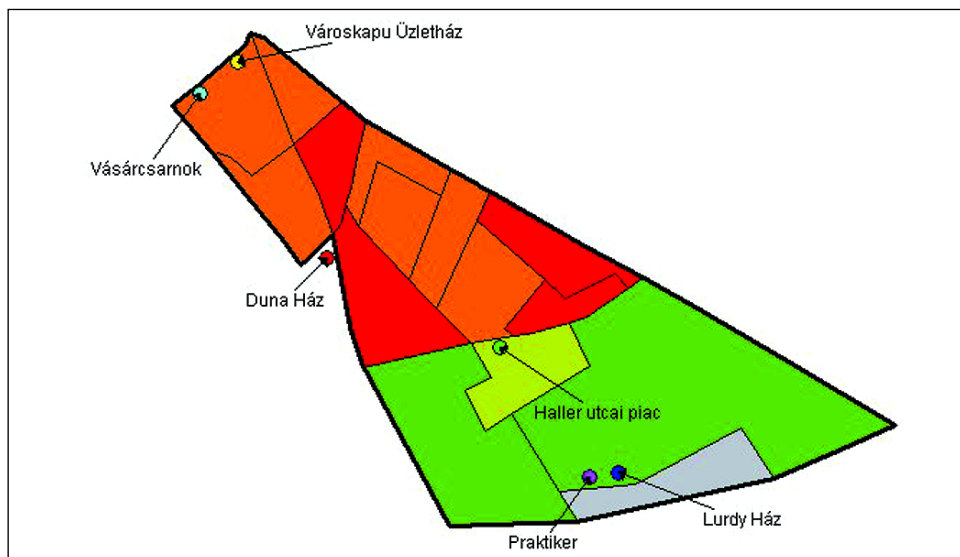 Városkapu Üzletház
Vásárcsarnok
Duna Ház
Haller utcai piac
Lurdy Ház
Praktiker